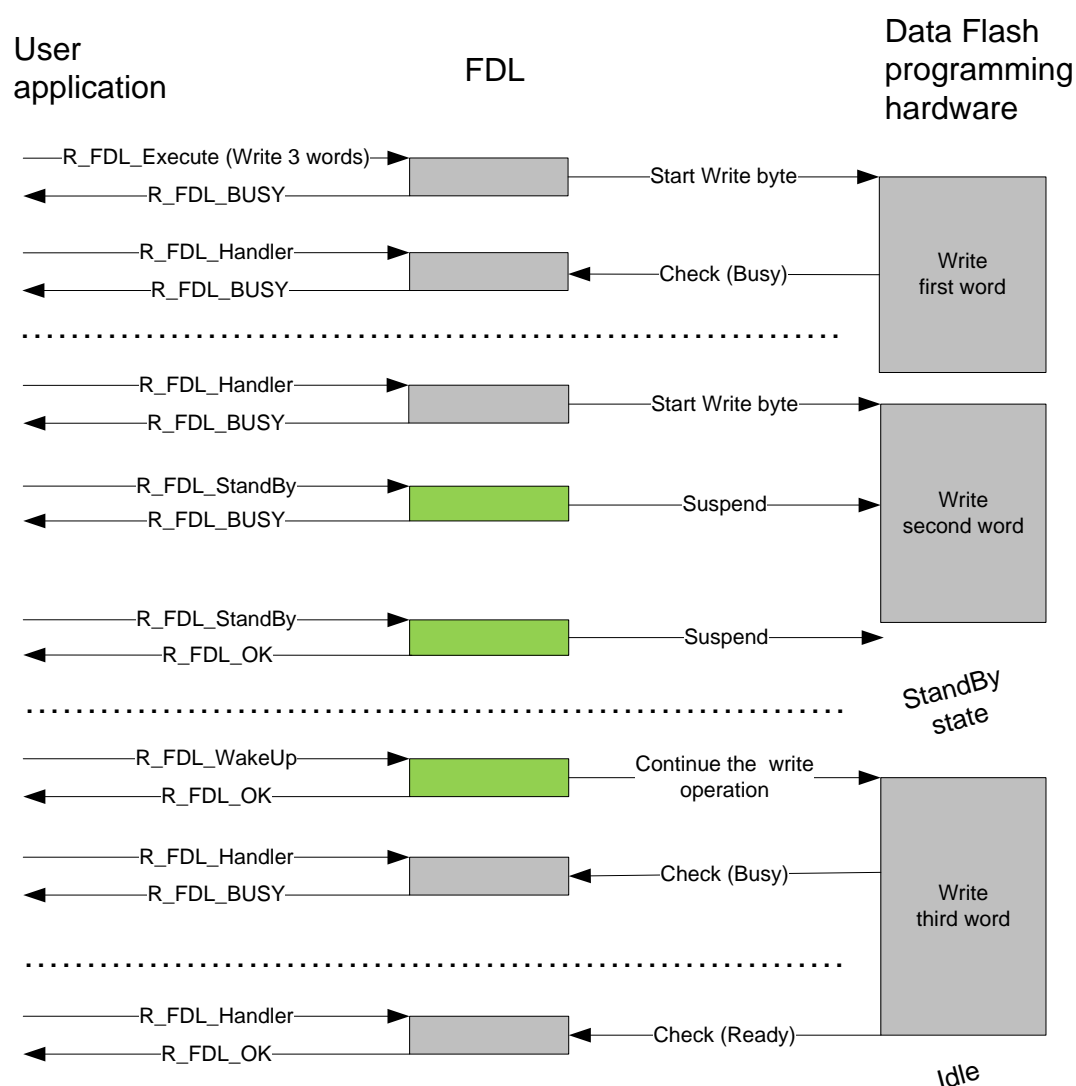 User
application
FDL
Data Flash
programming
hardware
R_FDL_Execute (Write 3 words)
Start Write byte
R_FDL_BUSY
R_FDL_Handler
Check (Busy)
R_FDL_BUSY
Write
first word
R_FDL_Handler
Start Write byte
R_FDL_BUSY
R_FDL_StandBy
Suspend
R_FDL_BUSY
Write
second word
R_FDL_StandBy
Suspend
R_FDL_OK
StandBy
state
R_FDL_WakeUp
Continue the write
operation
R_FDL_OK
R_FDL_Handler
Check (Busy)
R_FDL_BUSY
Write
third word
R_FDL_Handler
Check (Ready)
R_FDL_OK
Idle